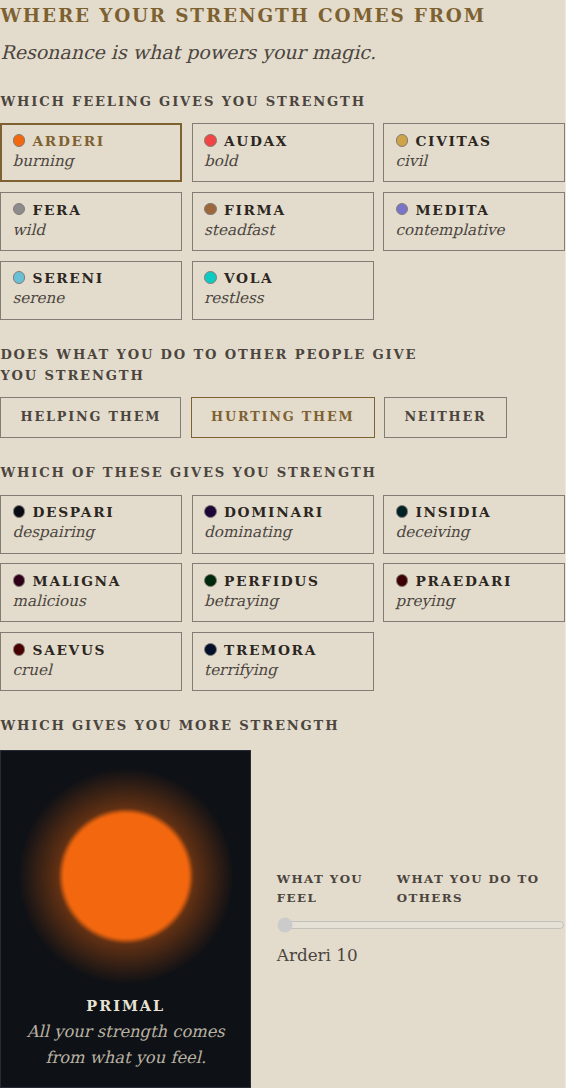 WHERE YOUR STRENGTH COMES FROM
Resonance is what powers your magic.
WHICH FEELING GIVES YOU STRENGTH
ARDERI
burning
AUDAX
bold
CIVITAS
civil
FERA
wild
FIRMA
steadfast
MEDITA
contemplative
SERENI
serene
VOLA
restless
DOES WHAT YOU DO TO OTHER PEOPLE GIVE
YOU STRENGTH
HELPING THEM
HURTING THEM
NEITHER
WHICH OF THESE GIVES YOU STRENGTH
DESPARI
despairing
DOMINARI
dominating
INSIDIA
deceiving
MALIGNA
malicious
PERFIDUS
betraying
PRAEDARI
preying
SAEVUS
cruel
TREMORA
terrifying
WHICH GIVES YOU MORE STRENGTH
PRIMAL
All your strength comes
from what you feel.
WHAT YOU
FEEL
WHAT YOU DO TO
OTHERS
Arderi 10